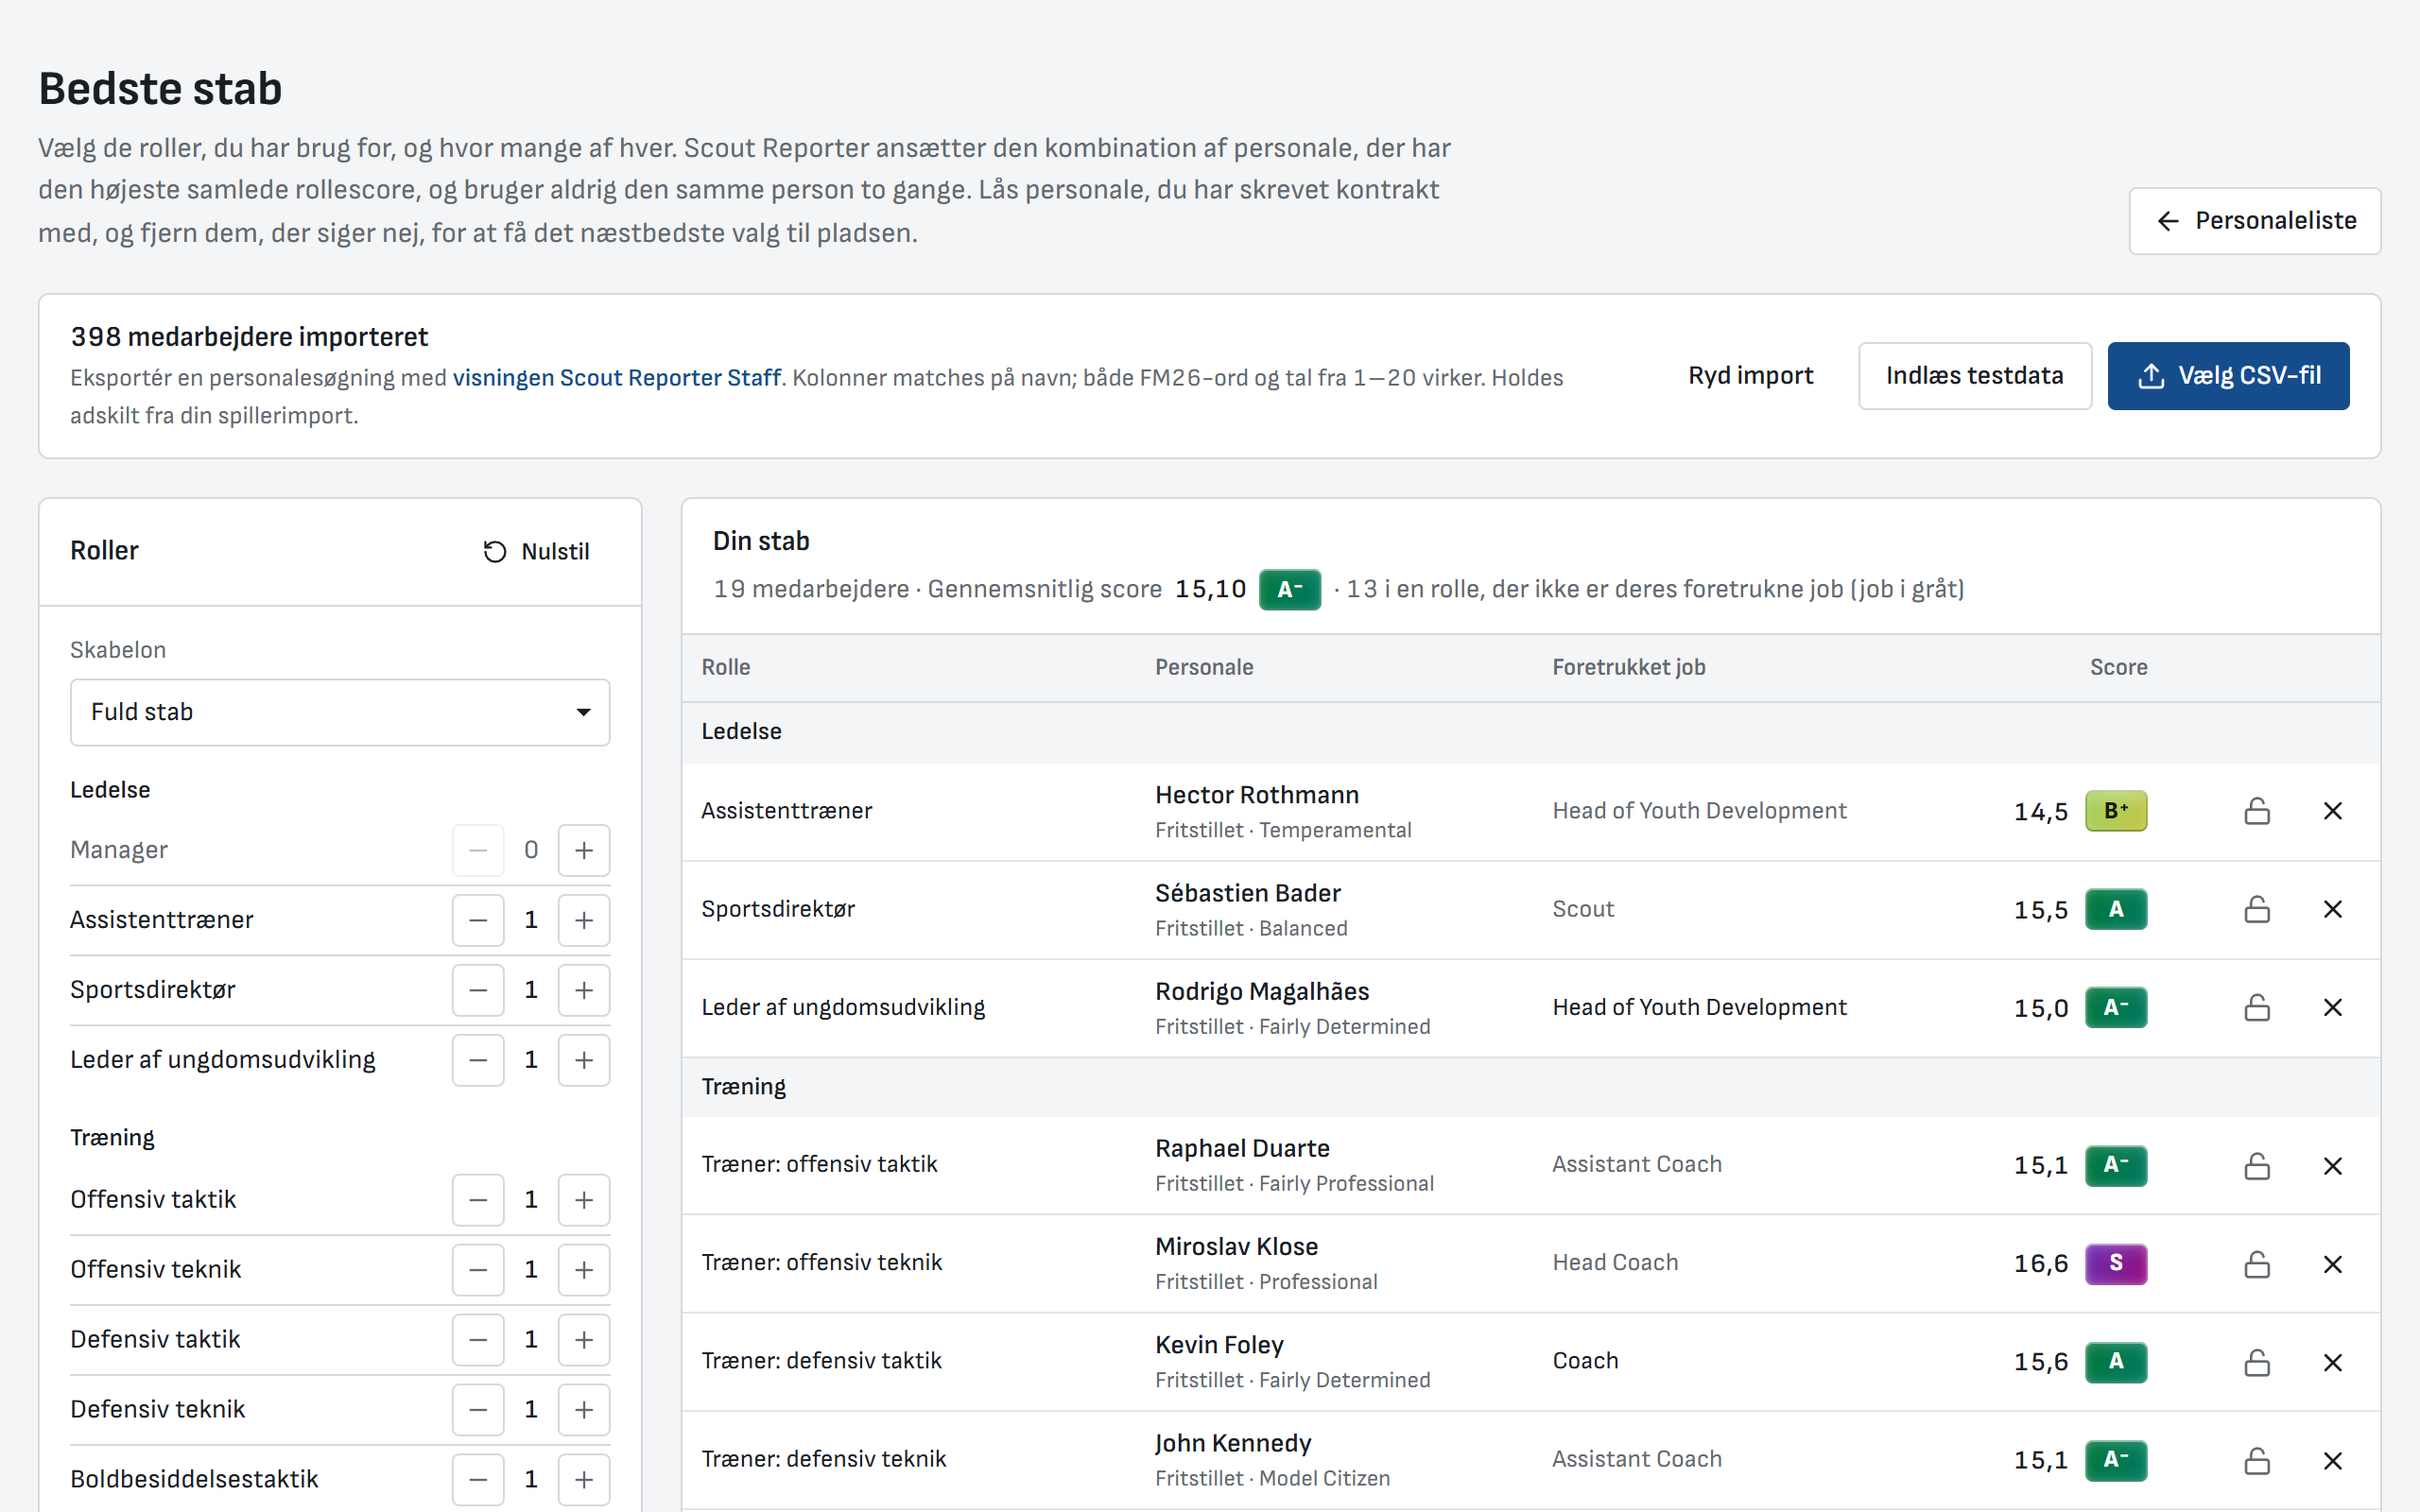 Bedste stab
Vælg de roller, du har brug for, og hvor mange af hver. Scout Reporter ansætter den kombination af personale, der har
den højeste samlede rollescore, og bruger aldrig den samme person to gange. Lås personale, du har skrevet kontrakt
med, og fjern dem, der siger nej, for at få det næstbedste valg til pladsen.
Personaleliste
398 medarbejdere importeret
Eksportér en personalesøgning med visningen Scout Reporter Staff. Kolonner matches på navn; både FM26-ord og tal fra 1–20 virker. Holdes
adskilt fra din spillerimport.
Ryd import
Indlæs testdata
Vælg CSV-fil
Roller
Nulstil
Skabelon
Fuld stab
Ledelse
Manager 0
Assistenttræner 1
Sportsdirektør 1
Leder af ungdomsudvikling 1
Træning
Offensiv taktik 1
Offensiv teknik 1
Defensiv taktik 1
Defensiv teknik 1
Boldbesiddelsestaktik 1
Din stab
19 medarbejdere · Gennemsnitlig score 15,10 A⁻ · 13 i en rolle, der ikke er deres foretrukne job (job i gråt)
Rolle Personale Foretrukket job Score
Ledelse
Assistenttræner Hector Rothmann Head of Youth Development 14,5 B⁺
Fritstillet · Temperamental
Sportsdirektør Sébastien Bader Scout 15,5 A
Fritstillet · Balanced
Leder af ungdomsudvikling Rodrigo Magalhães Head of Youth Development 15,0 A⁻
Fritstillet · Fairly Determined
Træning
Træner: offensiv taktik Raphael Duarte Assistant Coach 15,1 A⁻
Fritstillet · Fairly Professional
Træner: offensiv teknik Miroslav Klose Head Coach 16,6 S
Fritstillet · Professional
Træner: defensiv taktik Kevin Foley Coach 15,6 A
Fritstillet · Fairly Determined
Træner: defensiv teknik John Kennedy Assistant Coach 15,1 A⁻
Fritstillet · Model Citizen